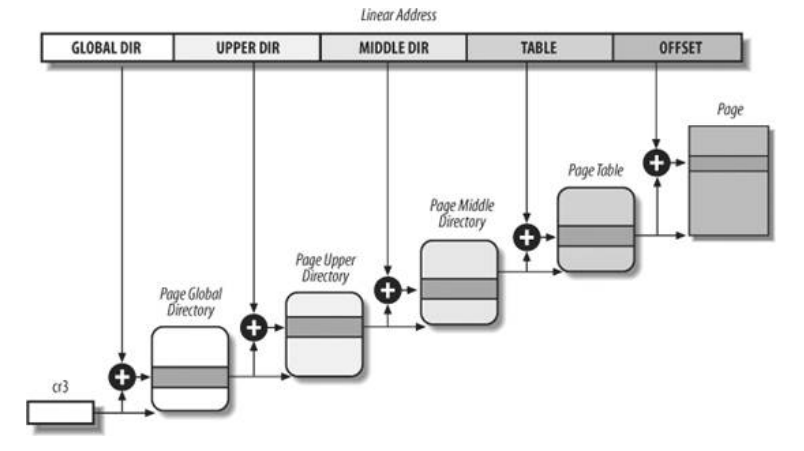 Linear Address
GLOBAL DIR
UPPER DIR
MIDDLE DIR
TABLE
OFFSET
Page
Page Table
Page Middle
Directory
Page Upper
Directory
Page Global
Directory
cr3